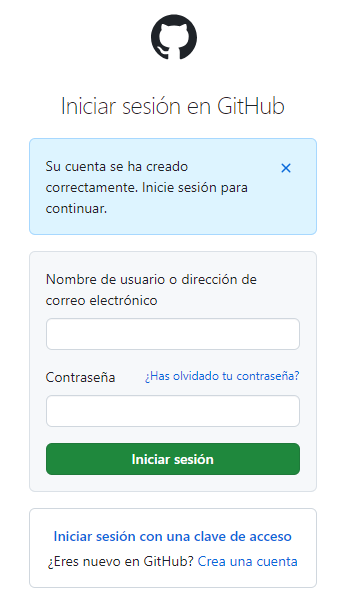 Iniciar sesión en GitHub
Su cuenta se ha creado
correctamente. Inicie sesión para
continuar.
Nombre de usuario o dirección de
correo electrónico
Contraseña ¿Has olvidado tu contraseña?
Iniciar sesión
Iniciar sesión con una clave de acceso
¿Eres nuevo en GitHub? Crea una cuenta